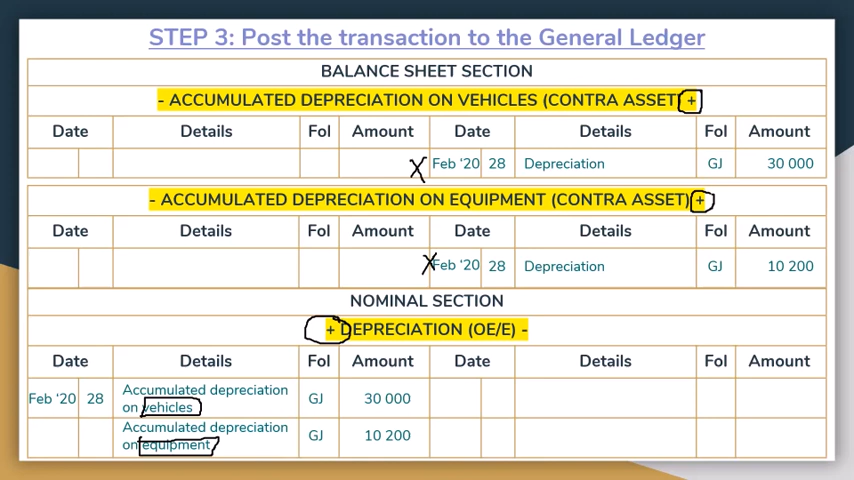 STEP 3: Post the transaction to the General Ledger
BALANCE SHEET SECTION
- ACCUMULATED DEPRECIATION ON VEHICLES (CONTRA ASSET) +
Date Details Fol Amount Date Details Fol Amount
X Feb ‘20 28 Depreciation GJ 30 000
- ACCUMULATED DEPRECIATION ON EQUIPMENT (CONTRA ASSET) +
Date Details Fol Amount Date Details Fol Amount
X Feb ‘20 28 Depreciation GJ 10 200
NOMINAL SECTION
+ DEPRECIATION (OE/E) -
Date Details Fol Amount Date Details Fol Amount
Feb ‘20 28 Accumulated depreciation
on vehicles GJ 30 000
Accumulated depreciation
on equipment GJ 10 200